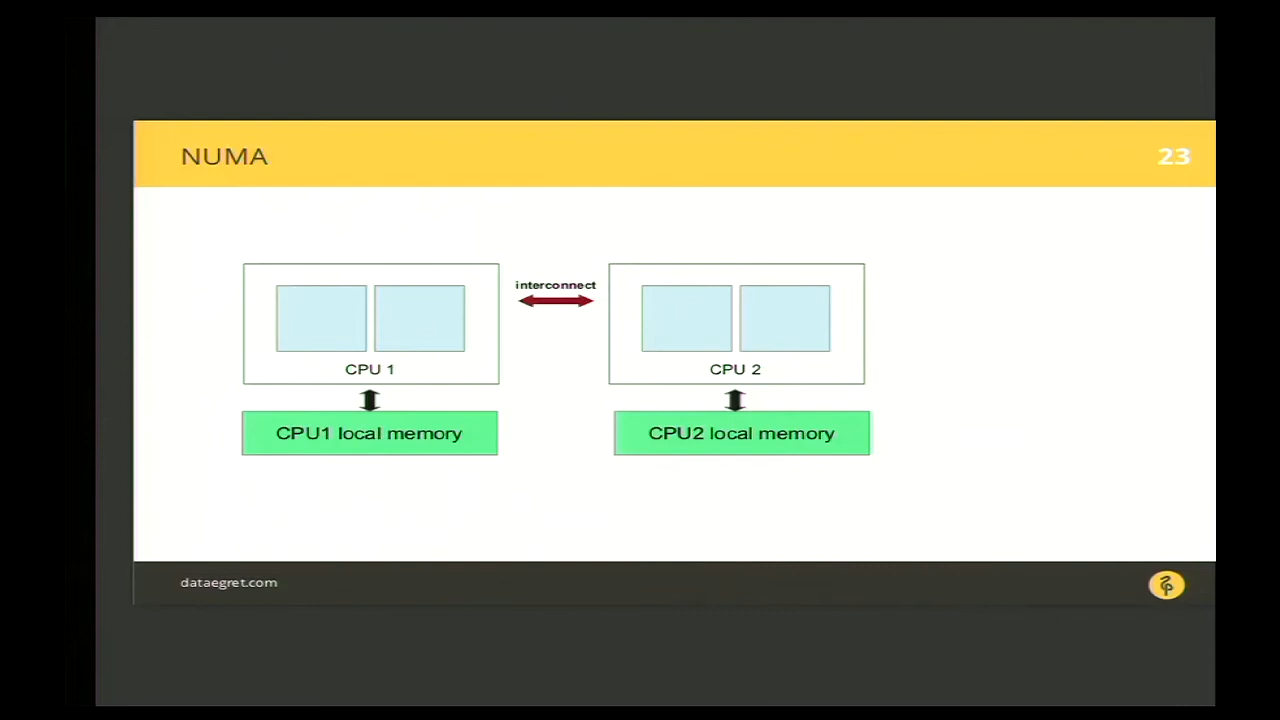 NUMA
23
interconnect
CPU 1
CPU 2
CPU1 local memory
CPU2 local memory
dataegret.com